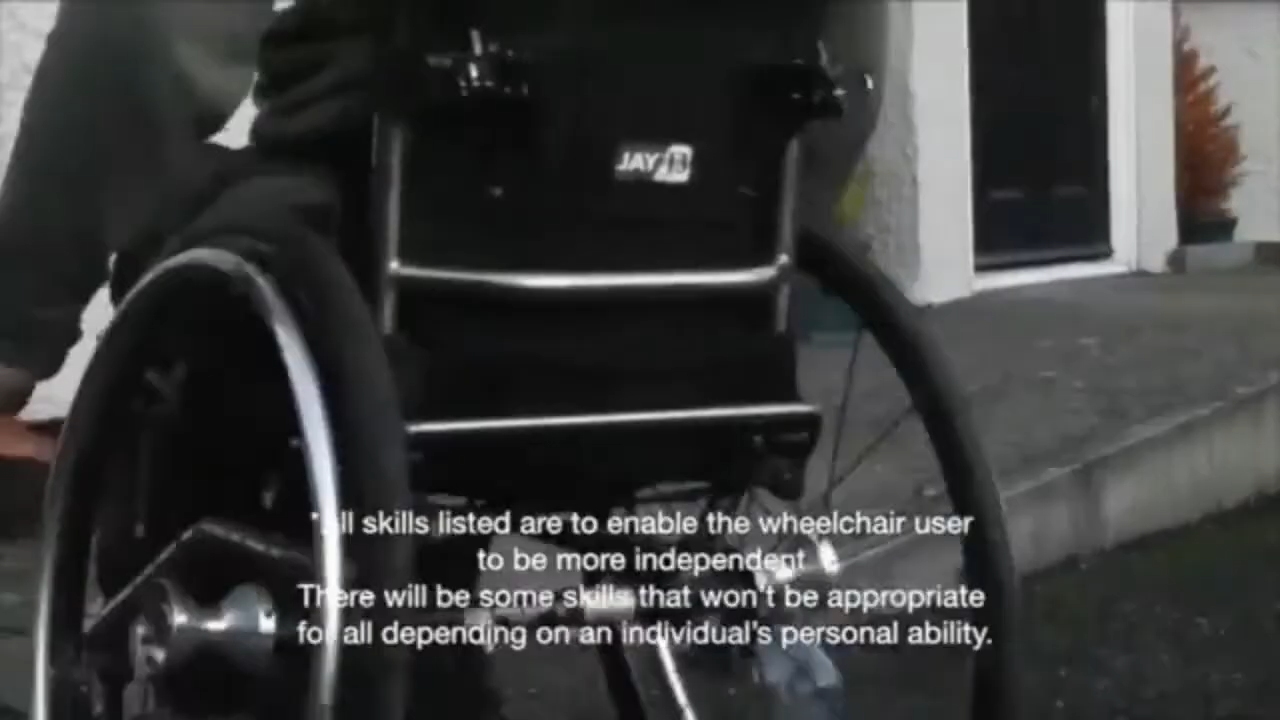 JAY J3
*All skills listed are to enable the wheelchair user
to be more independent
There will be some skills that won't be appropriate
for all depending on an individual's personal ability.